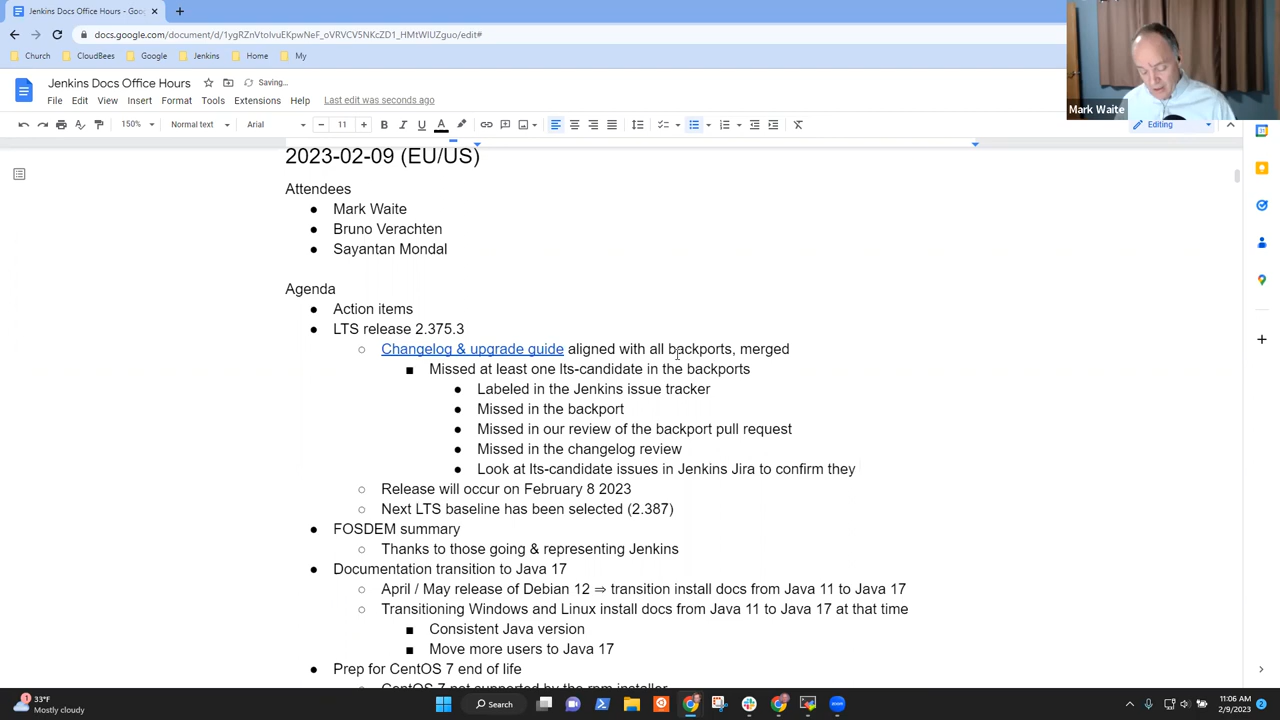 Jenkins Docs Office Hours - Goo
docs.google.com/document/d/1ygRZnVtoIvuEKpwNeF_oVRVCV5NKcZD1_HMtWIUZguo/edit#
Church CloudBees Google Jenkins Home My
Jenkins Docs Office Hours Saving...
File Edit View Insert Format Tools Extensions Help Last edit was seconds ago
Mark Waite
150% Normal text Arial 11 Editing
2023-02-09 (EU/US)
Attendees
Mark Waite
Bruno Verachten
Sayantan Mondal
Agenda
Action items
LTS release 2.375.3
Changelog & upgrade guide aligned with all backports, merged
Missed at least one lts-candidate in the backports
Labeled in the Jenkins issue tracker
Missed in the backport
Missed in our review of the backport pull request
Missed in the changelog review
Look at lts-candidate issues in Jenkins Jira to confirm they
Release will occur on February 8 2023
Next LTS baseline has been selected (2.387)
FOSDEM summary
Thanks to those going & representing Jenkins
Documentation transition to Java 17
April / May release of Debian 12 ⇒ transition install docs from Java 11 to Java 17
Transitioning Windows and Linux install docs from Java 11 to Java 17 at that time
Consistent Java version
Move more users to Java 17
Prep for CentOS 7 end of life
CentOS 7 not supported by the rpm installer
33°F
Mostly cloudy
Search
11:06 AM
2/9/2023